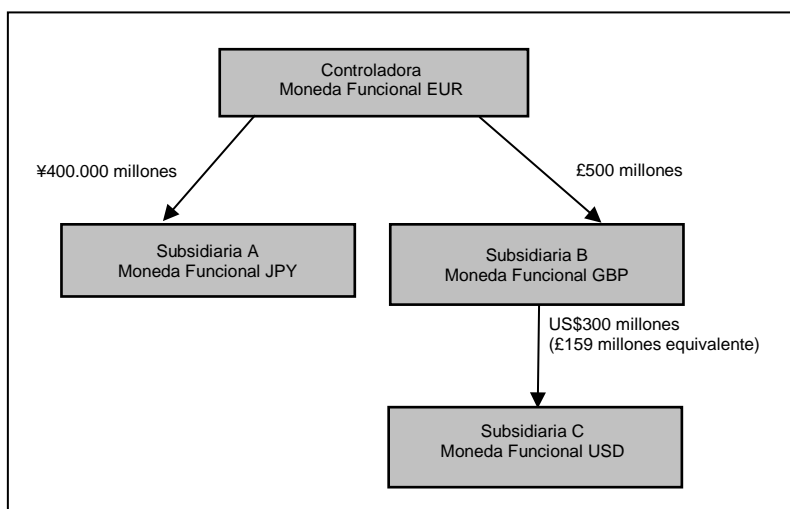 Controladora
Moneda Funcional EUR
¥400.000 millones
£500 millones
Subsidiaria A
Moneda Funcional JPY
Subsidiaria B
Moneda Funcional GBP
US$300 millones
(£159 millones equivalente)
Subsidiaria C
Moneda Funcional USD